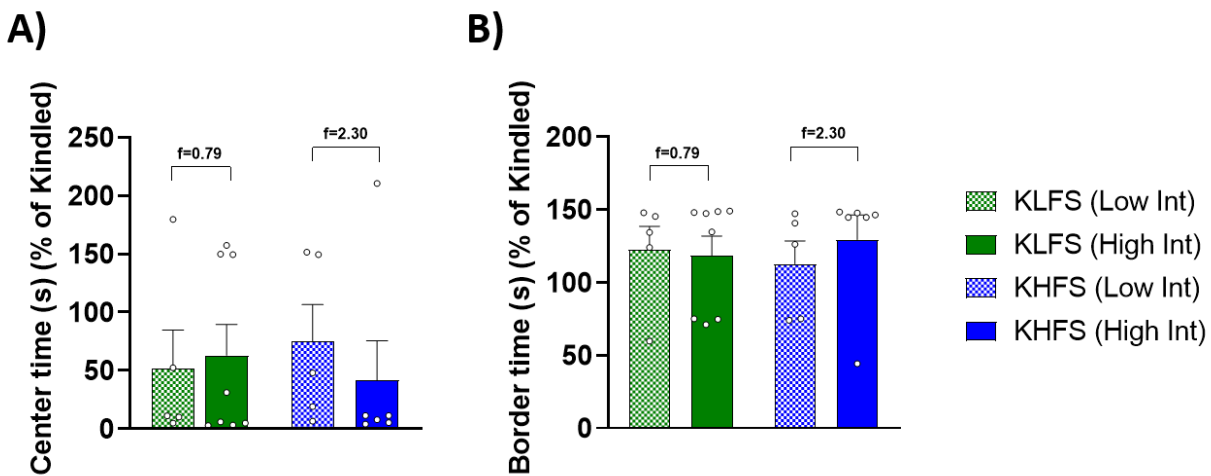 A)
Center time (s) (% of Kindled)
250
200
150
100
50
0
f=0.79
f=2.30
B)
Border time (s) (% of Kindled)
200
150
100
50
0
f=0.79
f=2.30
KLFS (Low Int)
KLFS (High Int)
KHFS (Low Int)
KHFS (High Int)